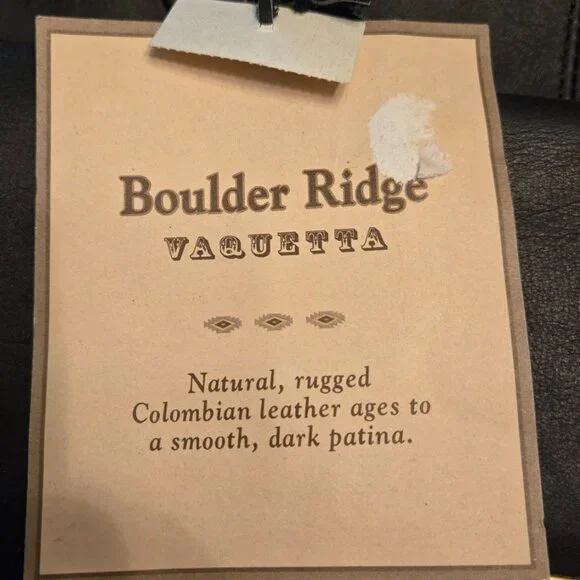 Boulder Ridge
VAQUETTA
Natural, rugged
Colombian leather ages to
a smooth, dark patina.